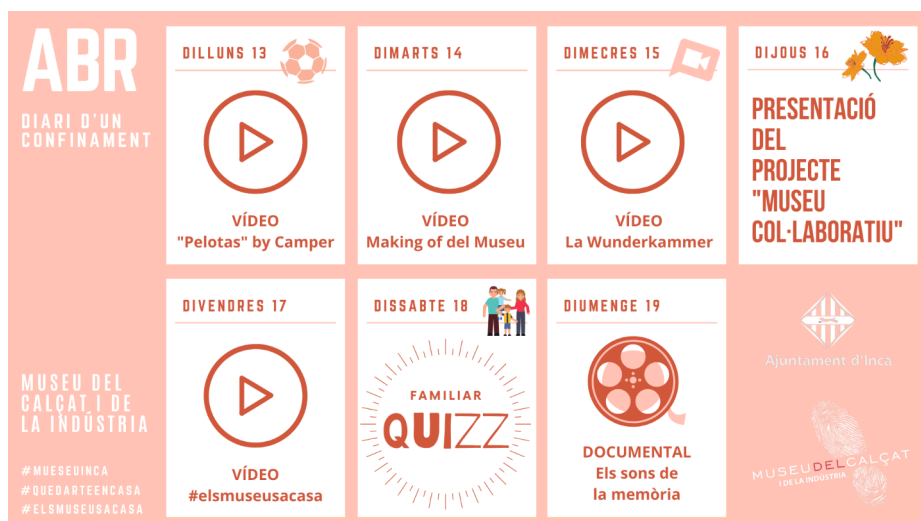 ABR
DIARI D'UN
CONFINAMENT
DILLUNS 13
VÍDEO
"Pelotas" by Camper
DIMARTS 14
VÍDEO
Making of del Museu
DIMECRES 15
VÍDEO
La Wunderkammer
DIJOUS 16
PRESENTACIÓ
DEL
PROJECTE
"MUSEU
COL·LABORATIU"
DIVENDRES 17
VÍDEO
#elsmuseusacasa
DISSABTE 18
FAMILIAR
QUIZZ
DIUMENGE 19
DOCUMENTAL
Els sons de
la memòria
MUSEU DEL
CALÇAT I DE
LA INDÚSTRIA
#MUESEUINCA
#QUEDARTEENCASA
#ELSMUSEUSACASA
Ajuntament d'Inca
MUSEUDELCALÇAT
I DE LA INDÚSTRIA